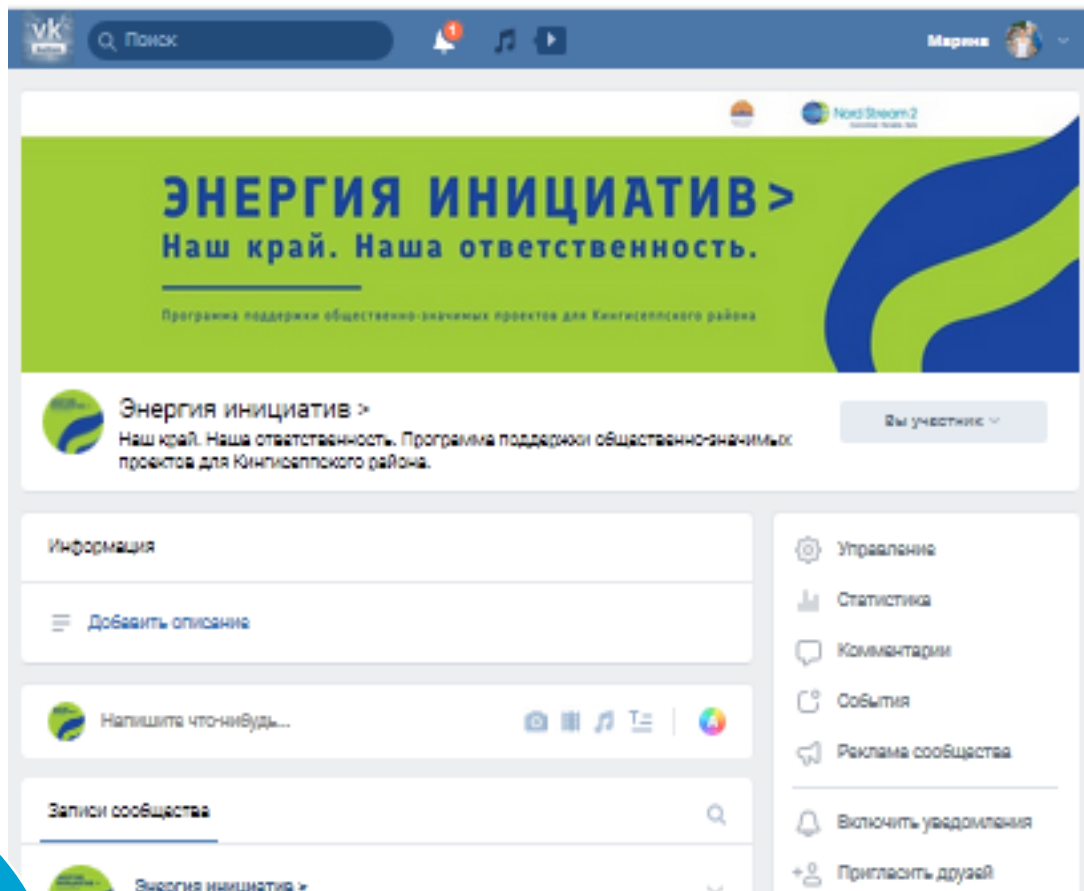 vk
Поиск
1
Марина
Nord Stream 2
ЭНЕРГИЯ ИНИЦИАТИВ>
Наш край. Наша ответственность.
Программа поддержки общественно-значимых проектов для Кингисеппского района
Энергия инициатив >
Наш край. Наша ответственность. Программа поддержки общественно-значимых
проектов для Кингисеппского района.
Вы участник
Информация
Добавить описание
Напишите что-нибудь...
Записи сообщества
Энергия инициатив >
Управление
Статистика
Комментарии
События
Реклама сообщества
Включить уведомления
Пригласить друзей